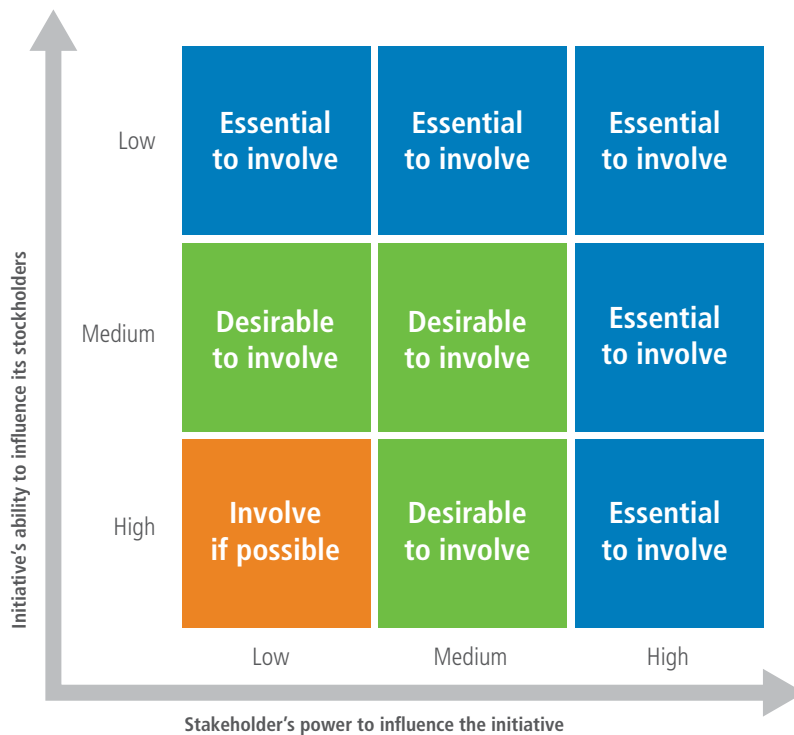 Initiative's ability to influence its stockholders
Low
Essential
to involve
Essential
to involve
Essential
to involve
Medium
Desirable
to involve
Desirable
to involve
Essential
to involve
High
Involve
if possible
Desirable
to involve
Essential
to involve
Low
Medium
High
Stakeholder's power to influence the initiative